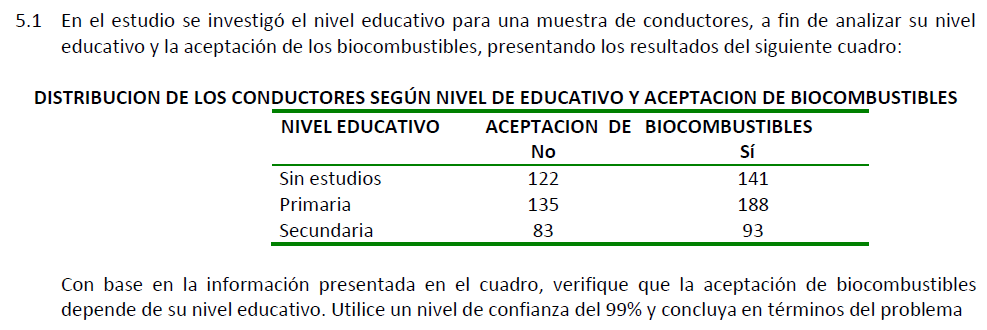 5.1 En el estudio se investigó el nivel educativo para una muestra de conductores, a fin de analizar su nivel
educativo y la aceptación de los biocombustibles, presentando los resultados del siguiente cuadro:
DISTRIBUCION DE LOS CONDUCTORES SEGÚN NIVEL DE EDUCATIVO Y ACEPTACION DE BIOCOMBUSTIBLES
NIVEL EDUCATIVO ACEPTACION DE BIOCOMBUSTIBLES
No Sí
Sin estudios 122 141
Primaria 135 188
Secundaria 83 93
Con base en la información presentada en el cuadro, verifique que la aceptación de biocombustibles
depende de su nivel educativo. Utilice un nivel de confianza del 99% y concluya en términos del problema